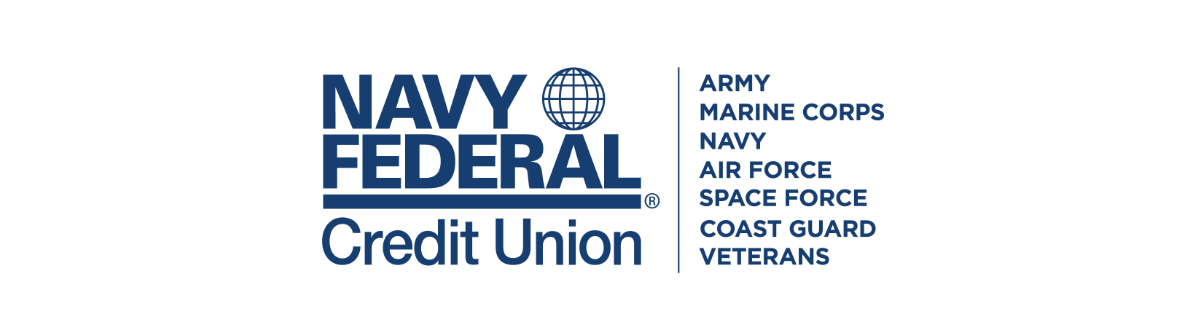 NAVY
FEDERAL®
Credit Union
ARMY
MARINE CORPS
NAVY
AIR FORCE
SPACE FORCE
COAST GUARD
VETERANS